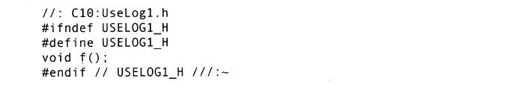 //: C10:UseLog1.h
#ifndef USELOG1_H
#define USELOG1_H
void f();
#endif // USELOG1_H ///:~